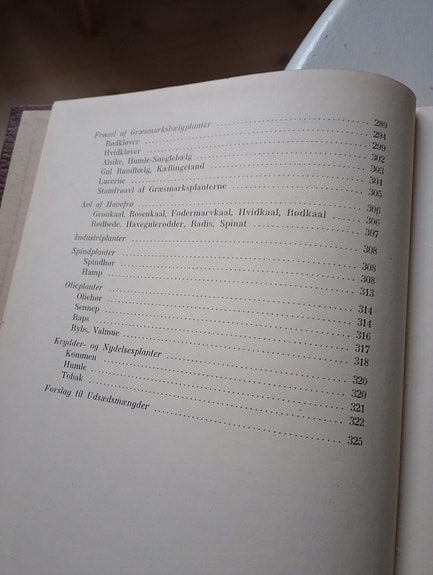 Frøavl af Græsmarksbælgplanter 289
Rødkløver 294
Hvidkløver 299
Alsike, Humle-Sneglebælg 302
Gul Rundbælg, Kællingetand 303
Lucerne 304
Stamfrøavl af Græsmarksplanterne 305
Avl af Havefrø 306
Grønkaal, Rosenkaal, Fodermarvkaal, Hvidkaal, Rødkaal 306
Rødbede, Havegulerødder, Radis, Spinat 307
Industriplanter 308
Spindplanter 308
Spindhør 308
Hamp 313
Olieplanter 314
Oliehør 314
Sennep 316
Raps 317
Rybs, Valmue 318
Krydder- og Nydelsesplanter 320
Kommen 320
Humle 321
Tobak 322
Forslag til Udsædsmængder 325